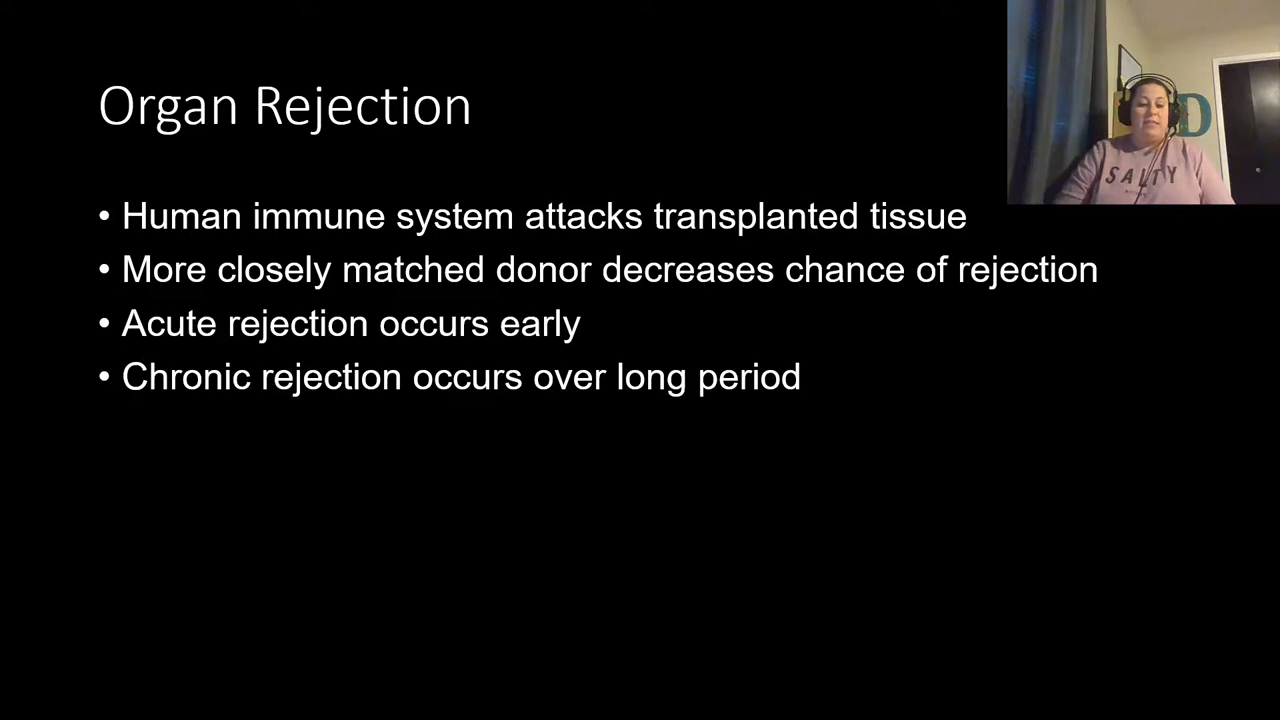 Organ Rejection
• Human immune system attacks transplanted tissue
• More closely matched donor decreases chance of rejection
• Acute rejection occurs early
• Chronic rejection occurs over long period
SALTY
D